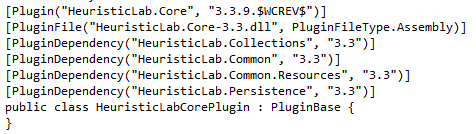 [Plugin("HeuristicLab.Core", "3.3.9.$WCREV$")]
[PluginFile("HeuristicLab.Core-3.3.dll", PluginFileType.Assembly)]
[PluginDependency("HeuristicLab.Collections", "3.3")]
[PluginDependency("HeuristicLab.Common", "3.3")]
[PluginDependency("HeuristicLab.Common.Resources", "3.3")]
[PluginDependency("HeuristicLab.Persistence", "3.3")]
public class HeuristicLabCorePlugin : PluginBase {
}